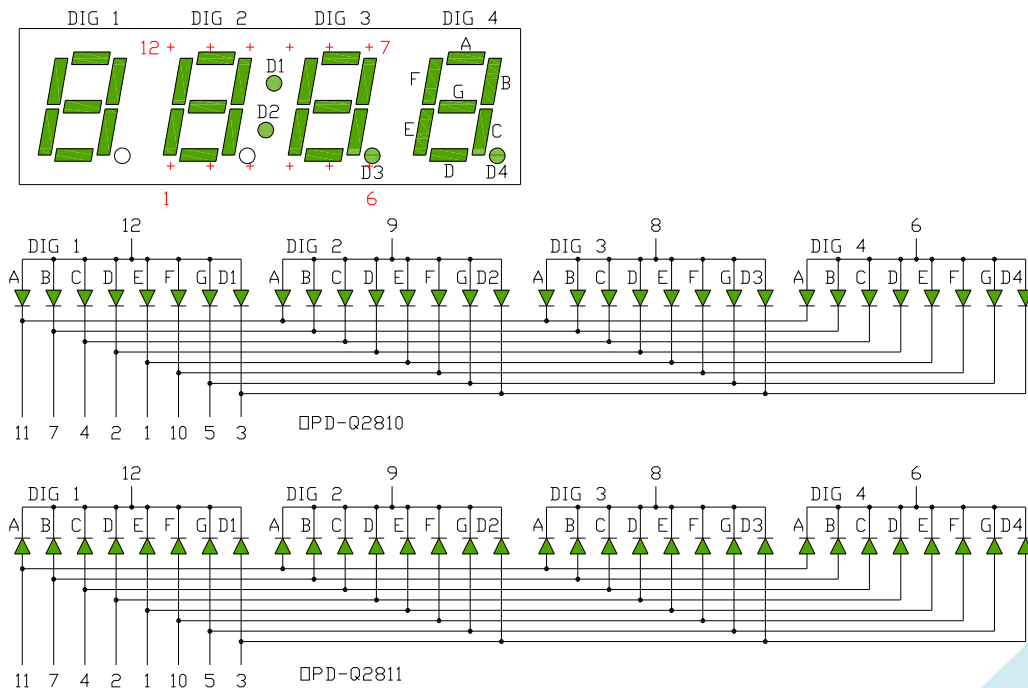 DIG 1 DIG 2 DIG 3 DIG 4
12 7 A
D1
F B
G
D2
E C
D3 D D4
1 6
12 9 8 6
DIG 1 DIG 2 DIG 3 DIG 4
A B C D E F G D1 A B C D E F G D2 A B C D E F G D3 A B C D E F G D4
11 7 4 2 1 10 5 3
□PD-Q2810
12 9 8 6
DIG 1 DIG 2 DIG 3 DIG 4
A B C D E F G D1 A B C D E F G D2 A B C D E F G D3 A B C D E F G D4
11 7 4 2 1 10 5 3
□PD-Q2811